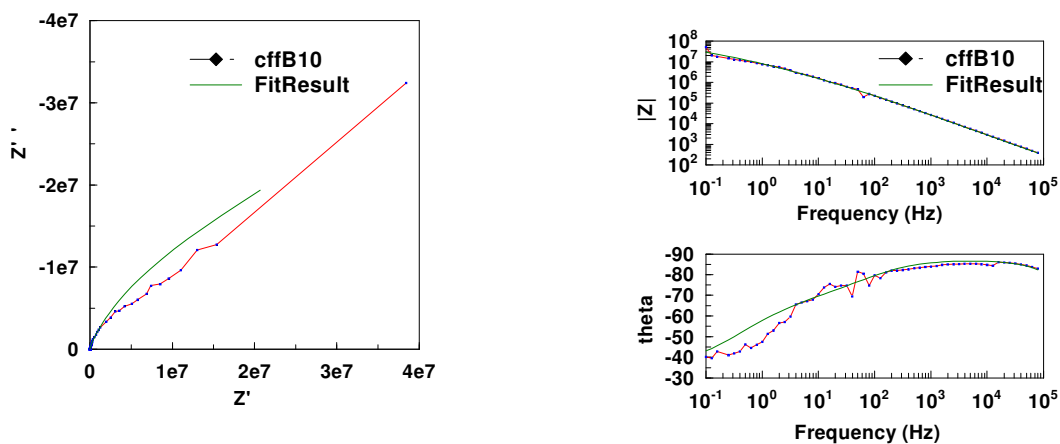 -4e7
-3e7
-2e7
-1e7
0
Z' '
0 1e7 2e7 3e7 4e7
Z'
cffB10
FitResult
10^8
10^7
10^6
10^5
10^4
10^3
10^2
|Z|
cffB10
FitResult
10^-1 10^0 10^1 10^2 10^3 10^4 10^5
Frequency (Hz)
-90
-80
-70
-60
-50
-40
-30
theta
10^-1 10^0 10^1 10^2 10^3 10^4 10^5
Frequency (Hz)